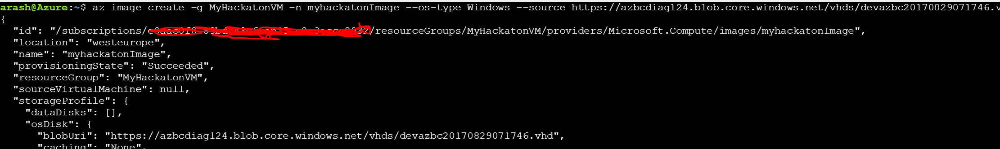 arash@Azure:~$ az image create -g MyHackatonVM -n myhackatonImage --os-type Windows --source https://azbcdiag124.blob.core.windows.net/vhds/devazbc20170829071746.v
{
"id": "/subscriptions/ /resourceGroups/MyHackatonVM/providers/Microsoft.Compute/images/myhackatonImage",
"location": "westeurope",
"name": "myhackatonImage",
"provisioningState": "Succeeded",
"resourceGroup": "MyHackatonVM",
"sourceVirtualMachine": null,
"storageProfile": {
"dataDisks": [],
"osDisk": {
"blobUri": "https://azbcdiag124.blob.core.windows.net/vhds/devazbc20170829071746.vhd",
"caching": "None",